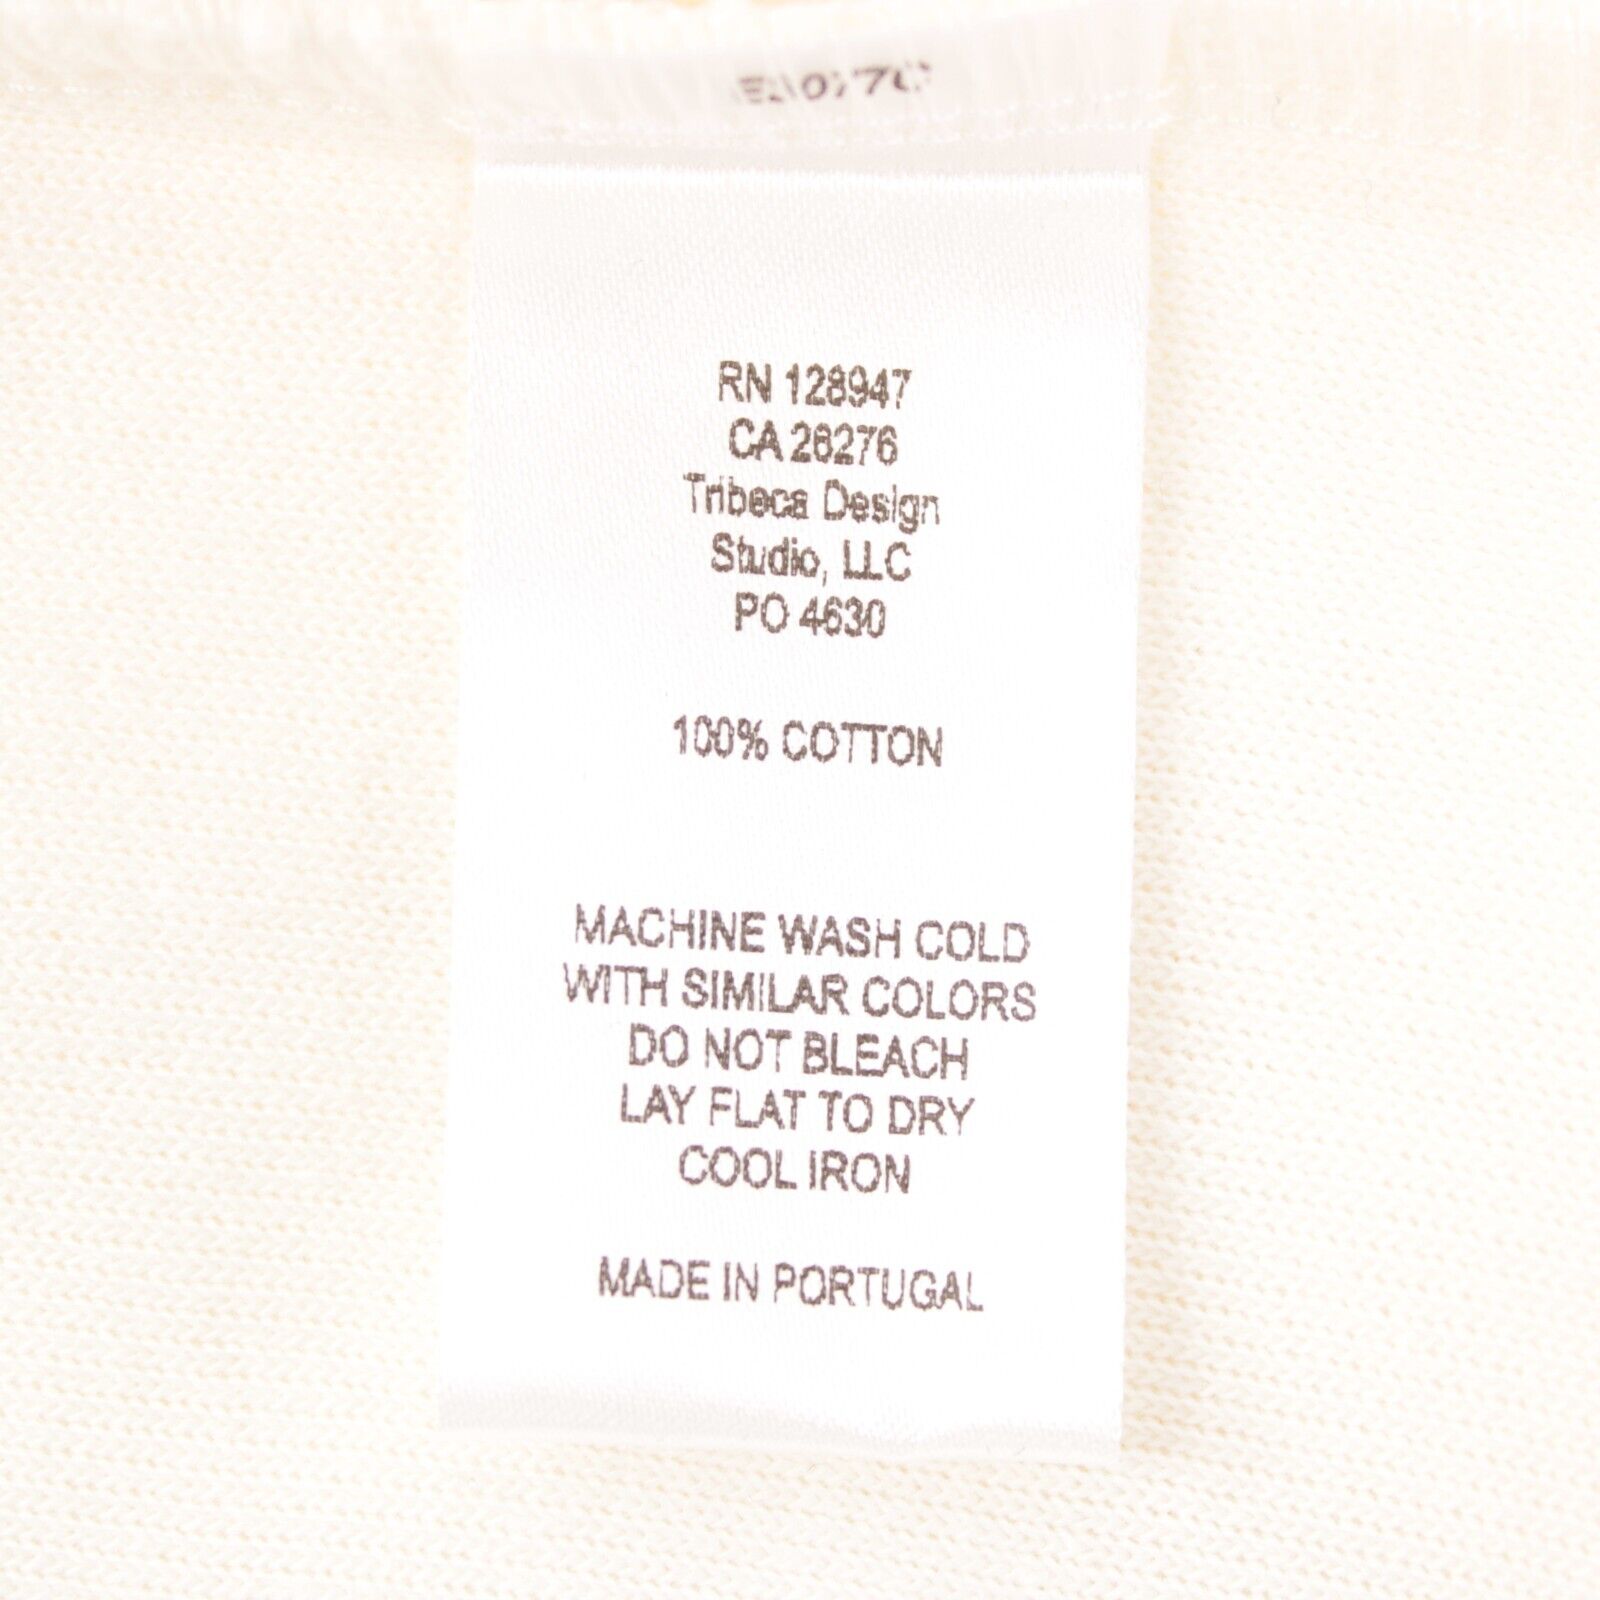 RN 128947
CA 26276
Tribeca Design
Studio, LLC
PO 4630
100% COTTON
MACHINE WASH COLD
WITH SIMILAR COLORS
DO NOT BLEACH
LAY FLAT TO DRY
COOL IRON
MADE IN PORTUGAL